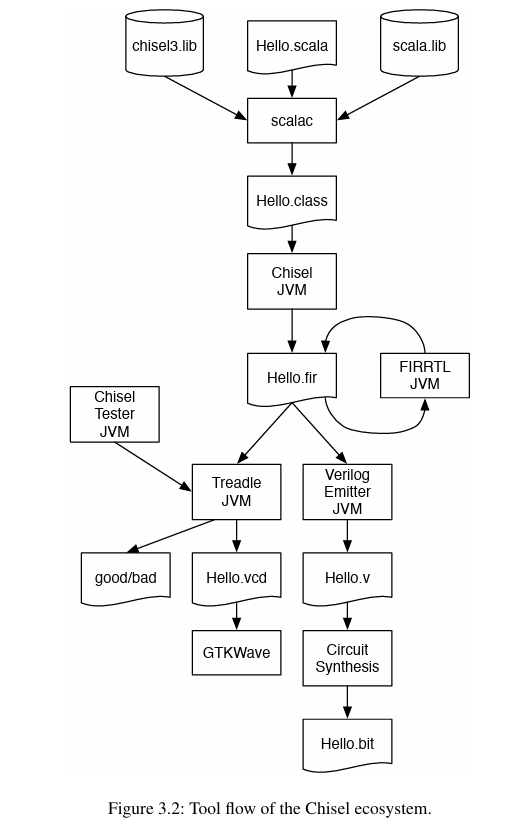 chisel3.lib
Hello.scala
scala.lib
scalac
Hello.class
Chisel
JVM
Hello.fir
FIRRTL
JVM
Chisel
Tester
JVM
Treadle
JVM
Verilog
Emitter
JVM
good/bad
Hello.vcd
Hello.v
GTKWave
Circuit
Synthesis
Hello.bit
Figure 3.2: Tool flow of the Chisel ecosystem.